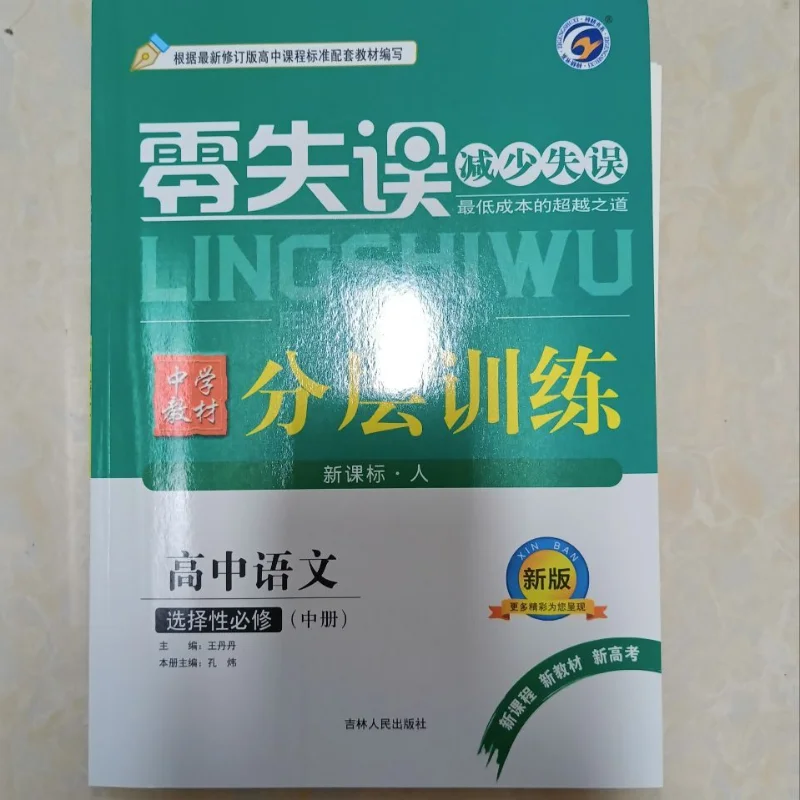 根据最新修订版高中课程标准配套教材编写
零失误
减少失误
最低成本的超越之道
LINGSHIWU
中学
教材
分层训练
新课标·人
高中语文
选择性必修(中册)
主 编:王丹丹
本册主编:孔 炜
XIN BAN
新版
更多精彩为您呈现
新课程 新教材 新高考
吉林人民出版社